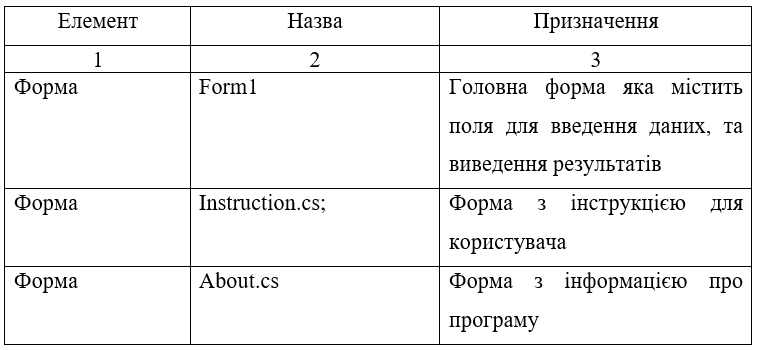 Елемент Назва Призначення
1 2 3
Форма Form1 Головна форма яка містить
поля для введення даних, та
виведення результатів
Форма Instruction.cs; Форма з інструкцією для
користувача
Форма About.cs Форма з інформацією про
програму